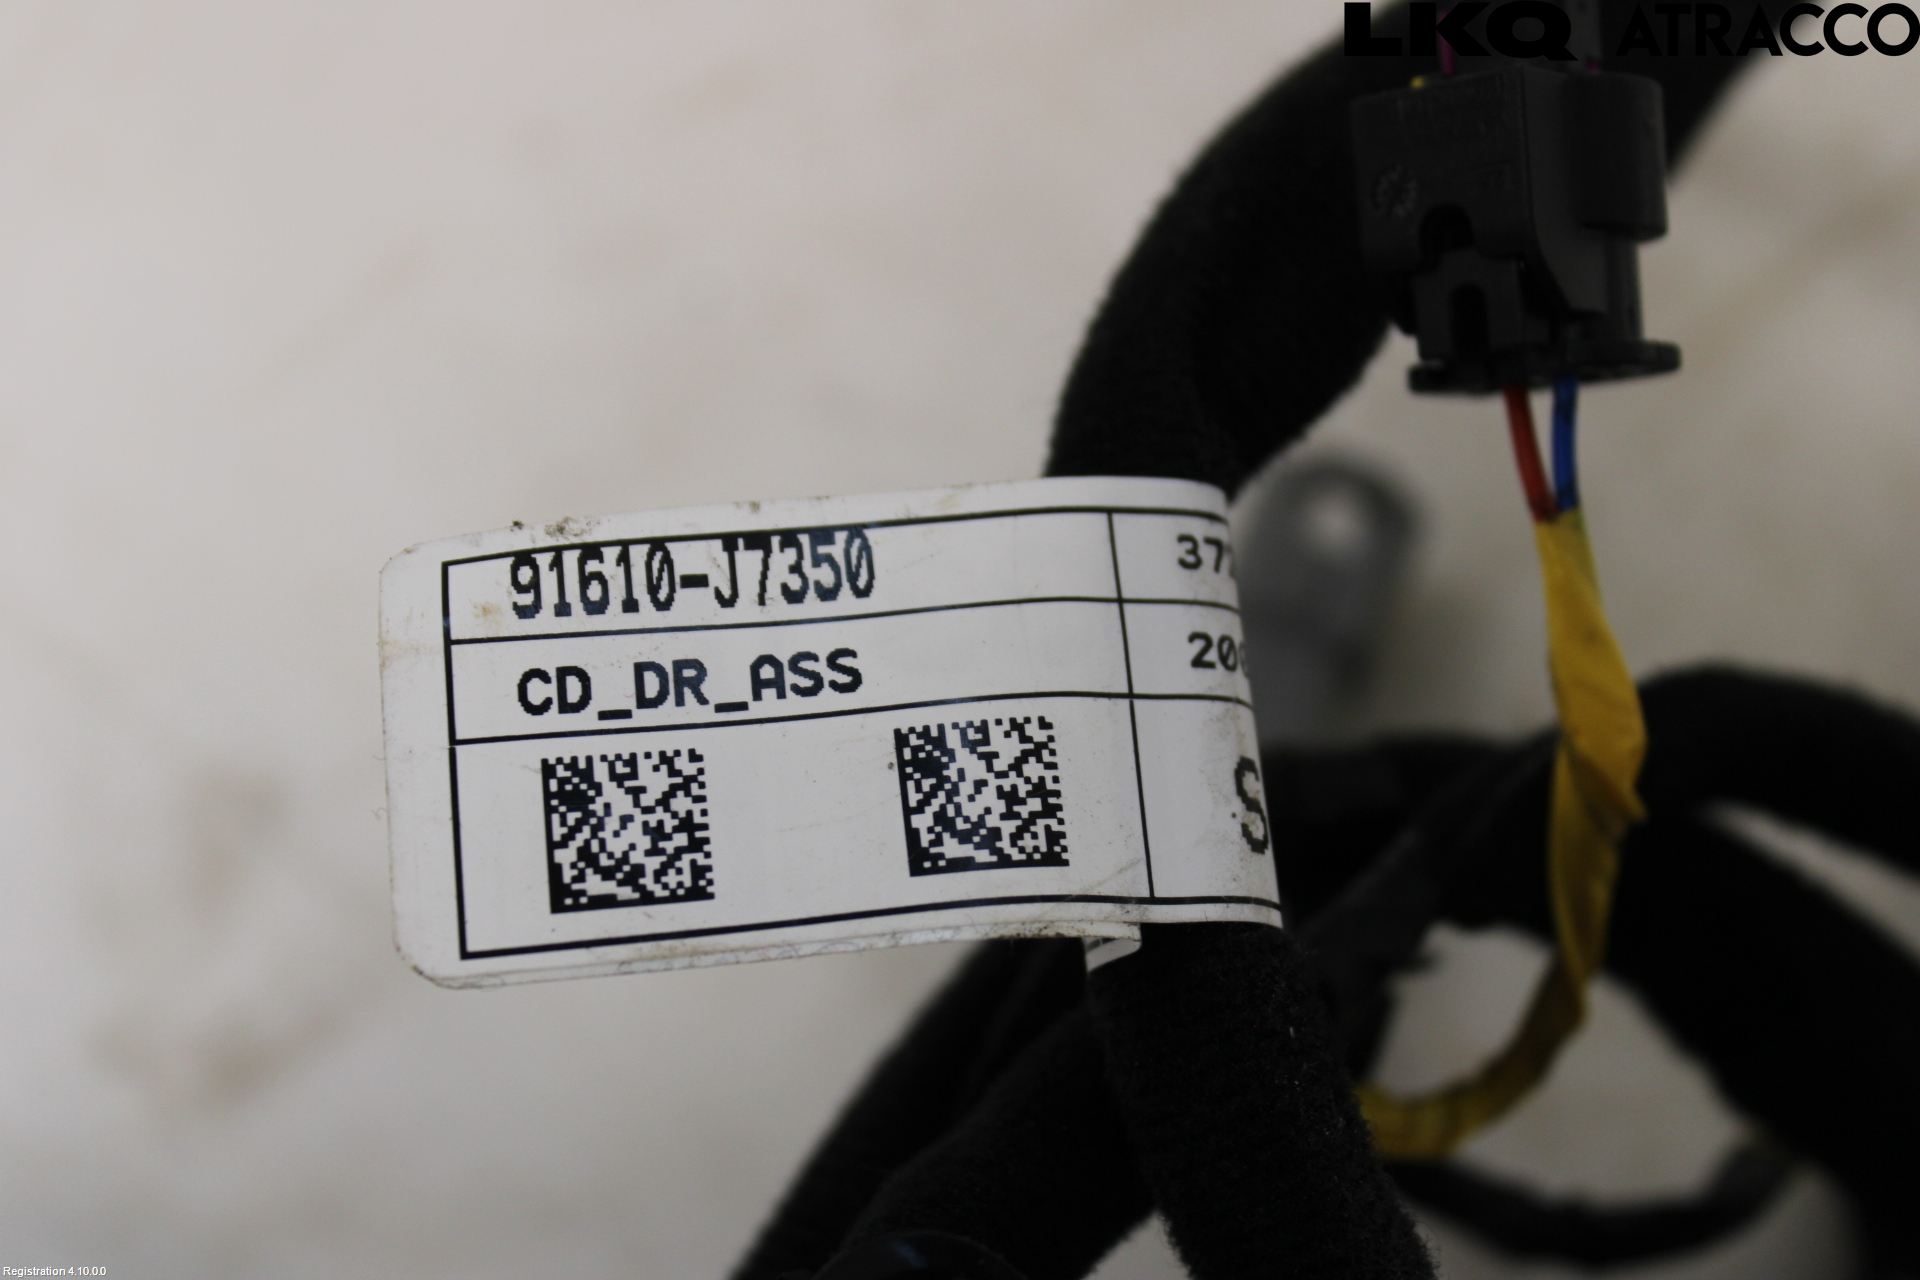 LKQ ATRACCO
91610-J7350
CD_DR_ASS
S
Registration 4.10.0.0